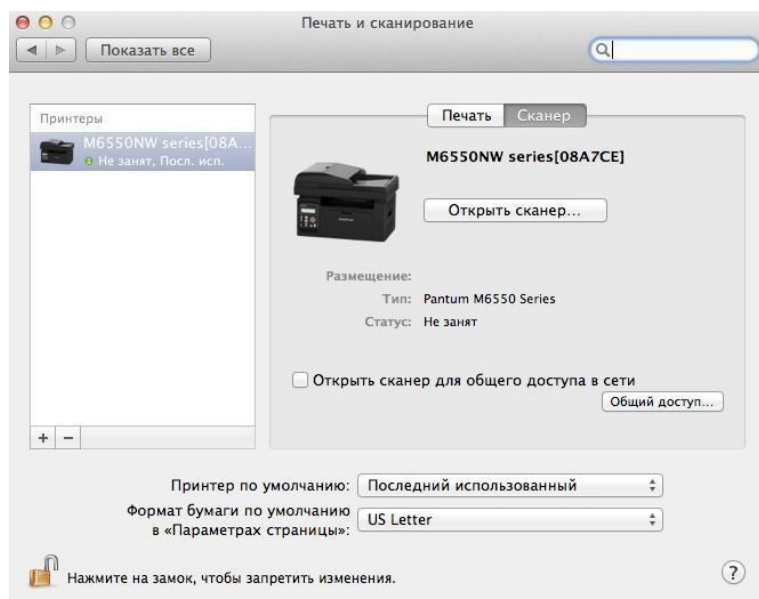 Печать и сканирование
Показать все
Принтеры
M6550NW series[08A...
Не занят, Посл. исп.
Печать Сканер
M6550NW series[08A7CE]
Открыть сканер...
Размещение:
Тип: Pantum M6550 Series
Статус: Не занят
Открыть сканер для общего доступа в сети
Общий доступ...
+ −
Принтер по умолчанию: Последний использованный
Формат бумаги по умолчанию
в «Параметрах страницы»: US Letter
Нажмите на замок, чтобы запретить изменения.
?